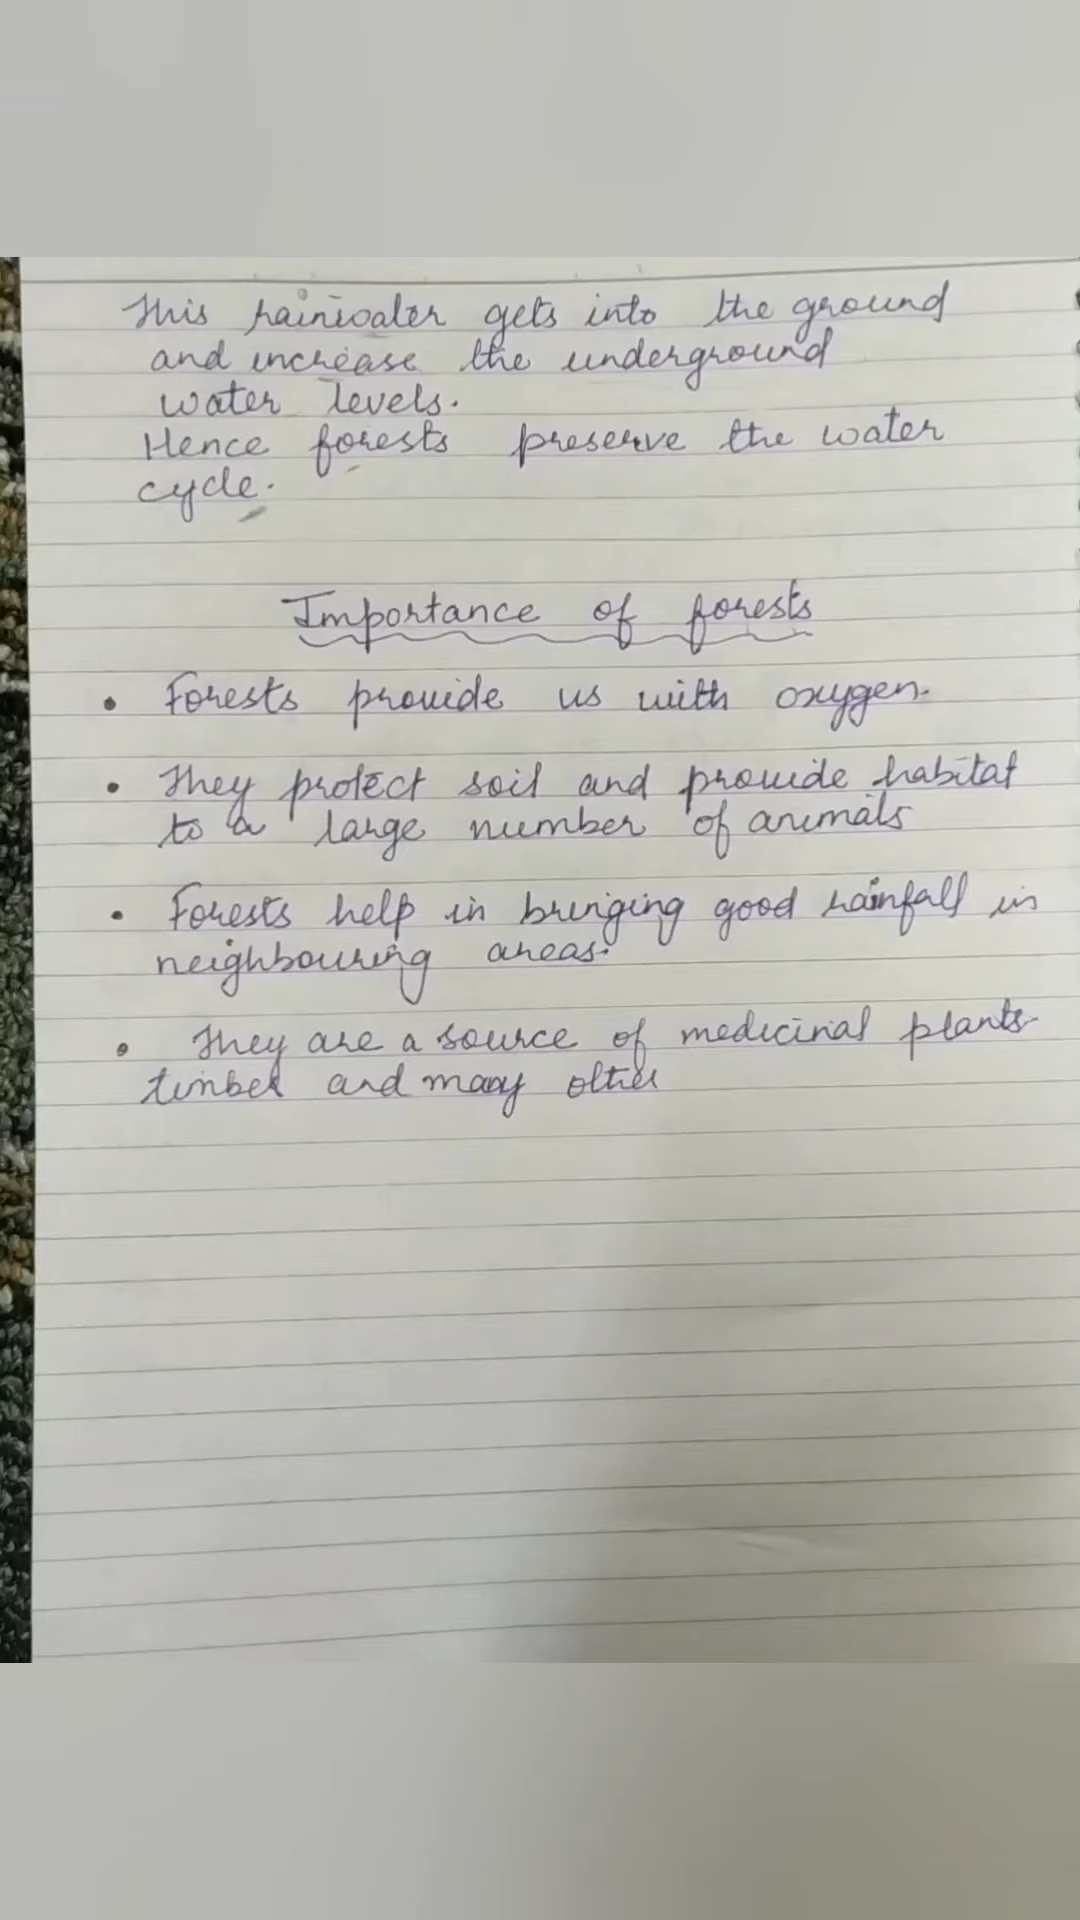 This rainwater gets into the ground
and increase the underground
water levels.
Hence forests preserve the water
cycle.
Importance of forests
• Forests provide us with oxygen.
• They protect soil and provide habitat
to a large number of animals
• Forests help in bringing good rainfall in
neighbouring areas.
• They are a source of medicinal plants
timber and many other